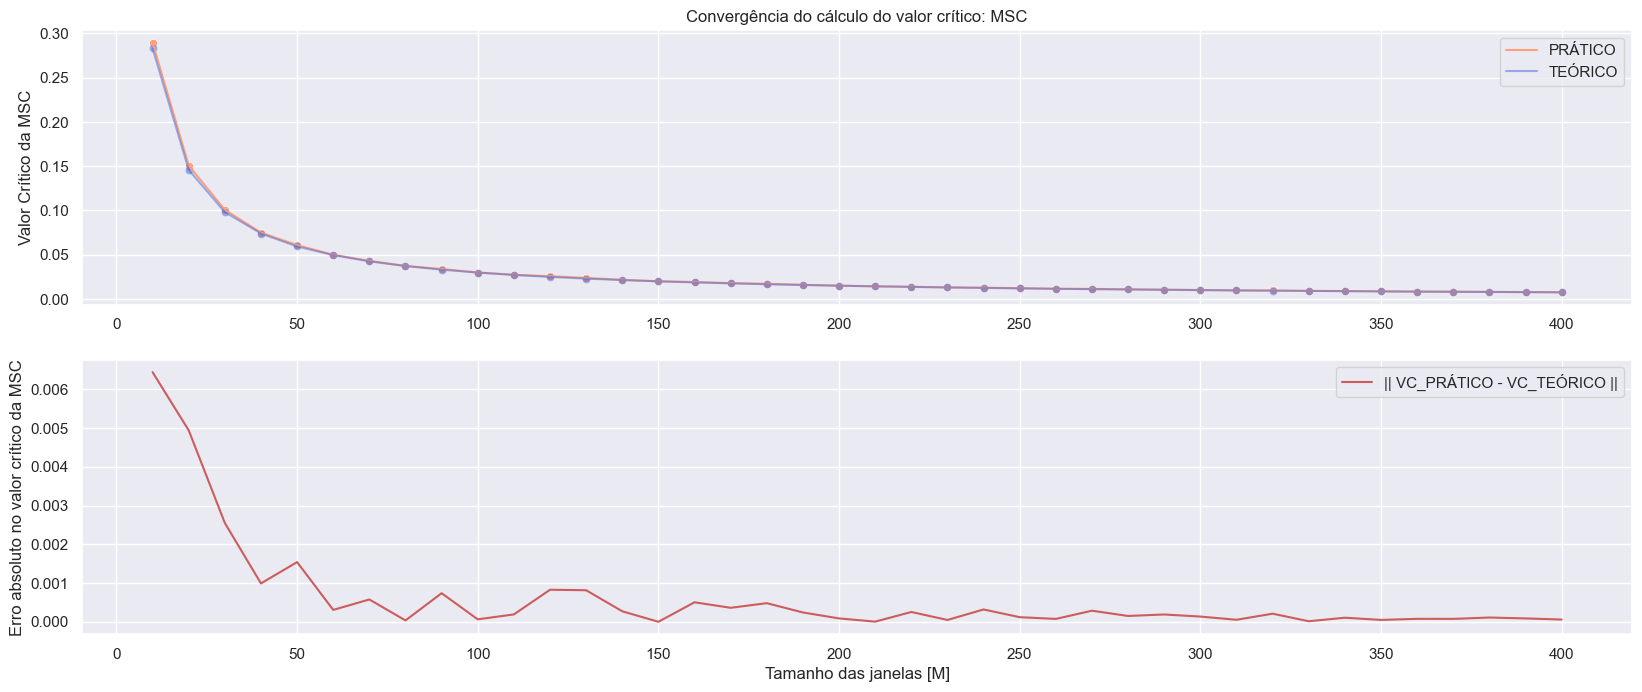 Convergência do cálculo do valor crítico: MSC
Valor Crítico da MSC
0.30
0.25
0.20
0.15
0.10
0.05
0.00
PRÁTICO
TEÓRICO
0 50 100 150 200 250 300 350 400
Erro absoluto no valor crítico da MSC
0.006
0.005
0.004
0.003
0.002
0.001
0.000
|| VC_PRÁTICO - VC_TEÓRICO ||
0 50 100 150 200 250 300 350 400
Tamanho das janelas [M]